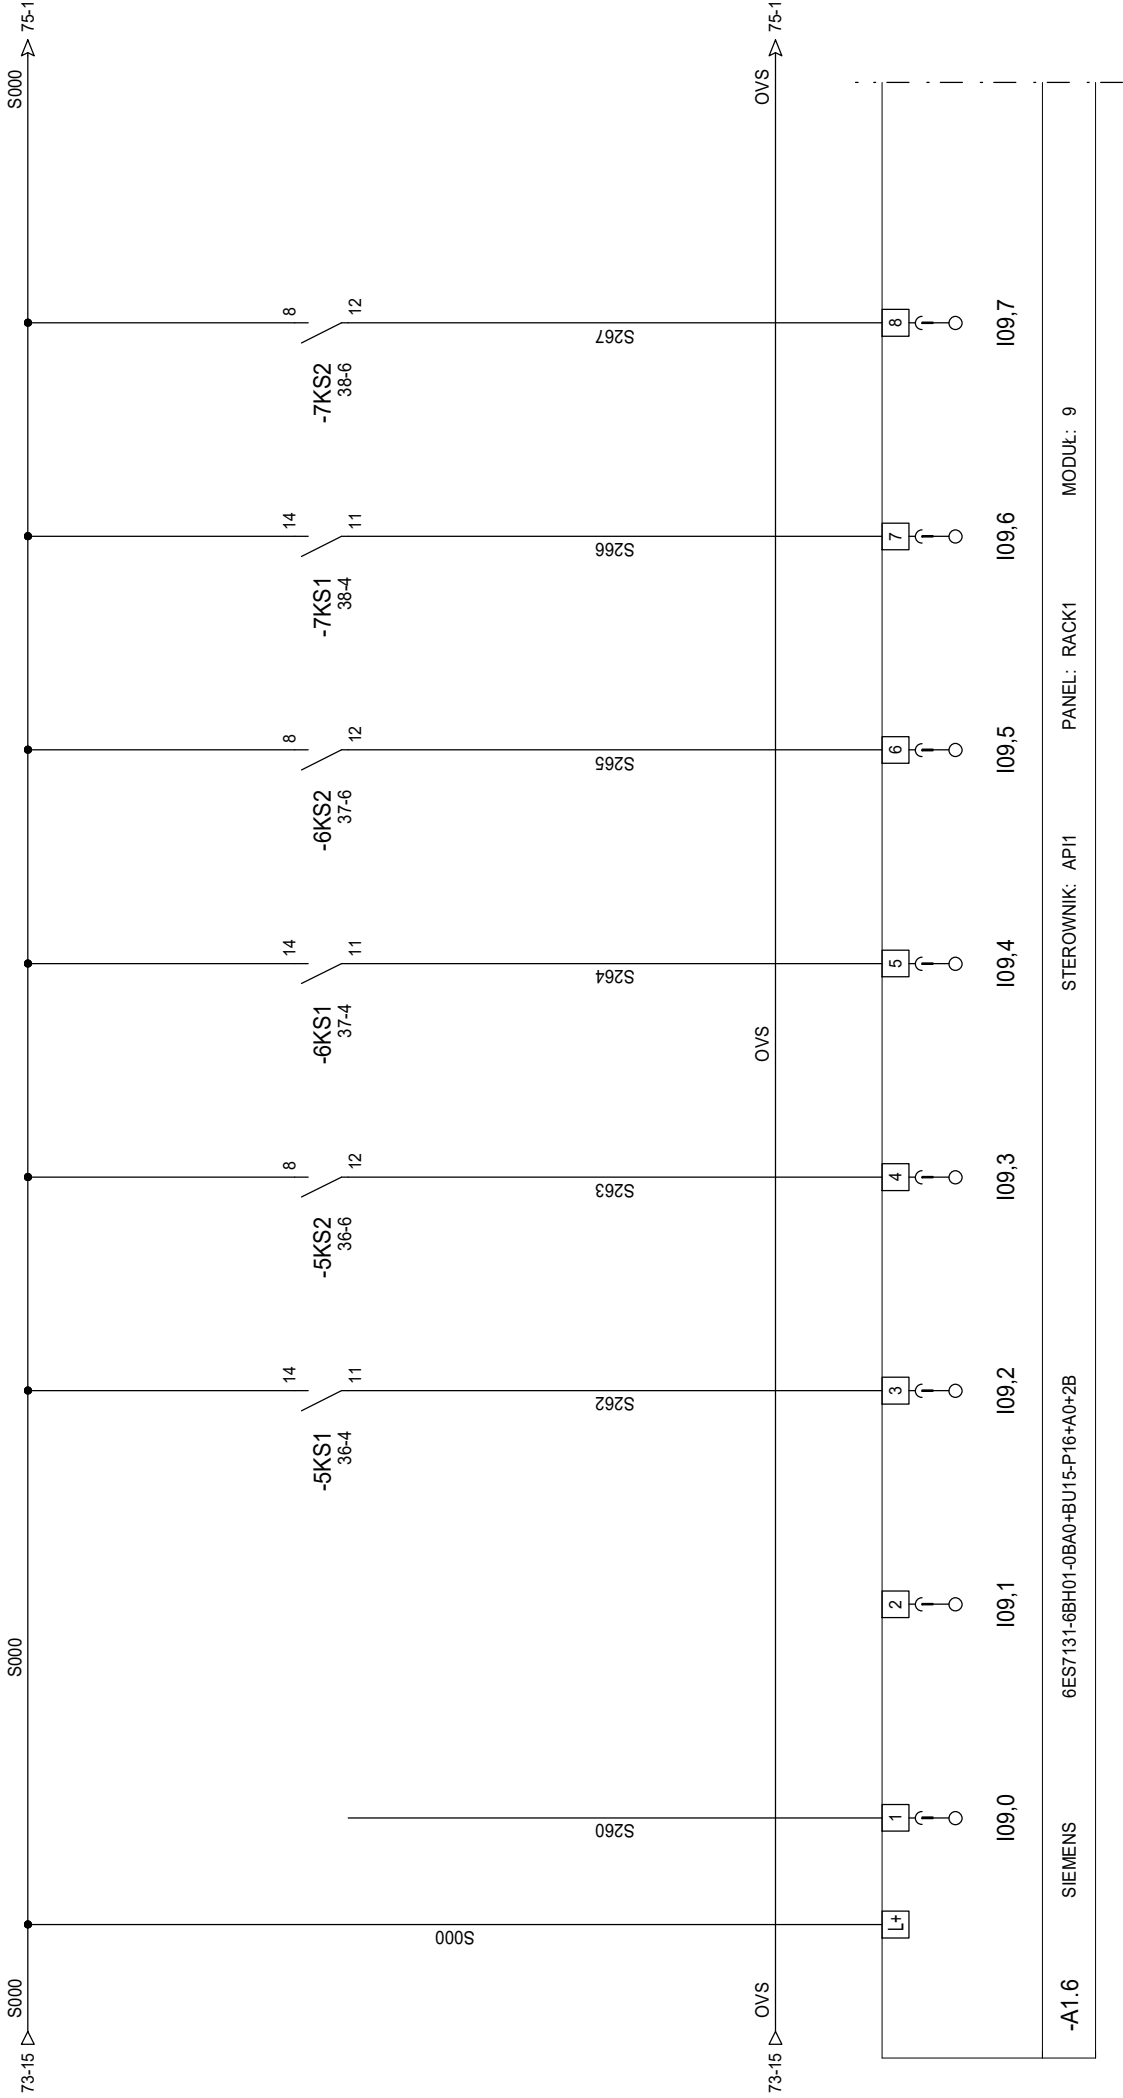 73-15
S000
S000
S000
75-1
14
8
14
8
14
8
-5KS1
36-4
11
-5KS2
36-6
12
-6KS1
37-4
11
-6KS2
37-6
12
-7KS1
38-4
11
-7KS2
38-6
12
S000
S260
S262
S263
S264
S265
S266
S267
73-15
OVS
OVS
OVS
75-1
L+
1
2
3
4
5
6
7
8
I09,0
I09,1
I09,2
I09,3
I09,4
I09,5
I09,6
I09,7
-A1.6 SIEMENS 6ES7131-6BH01-0BA0+BU15-P16+A0+2B STEROWNIK: API1 PANEL: RACK1 MODUŁ: 9